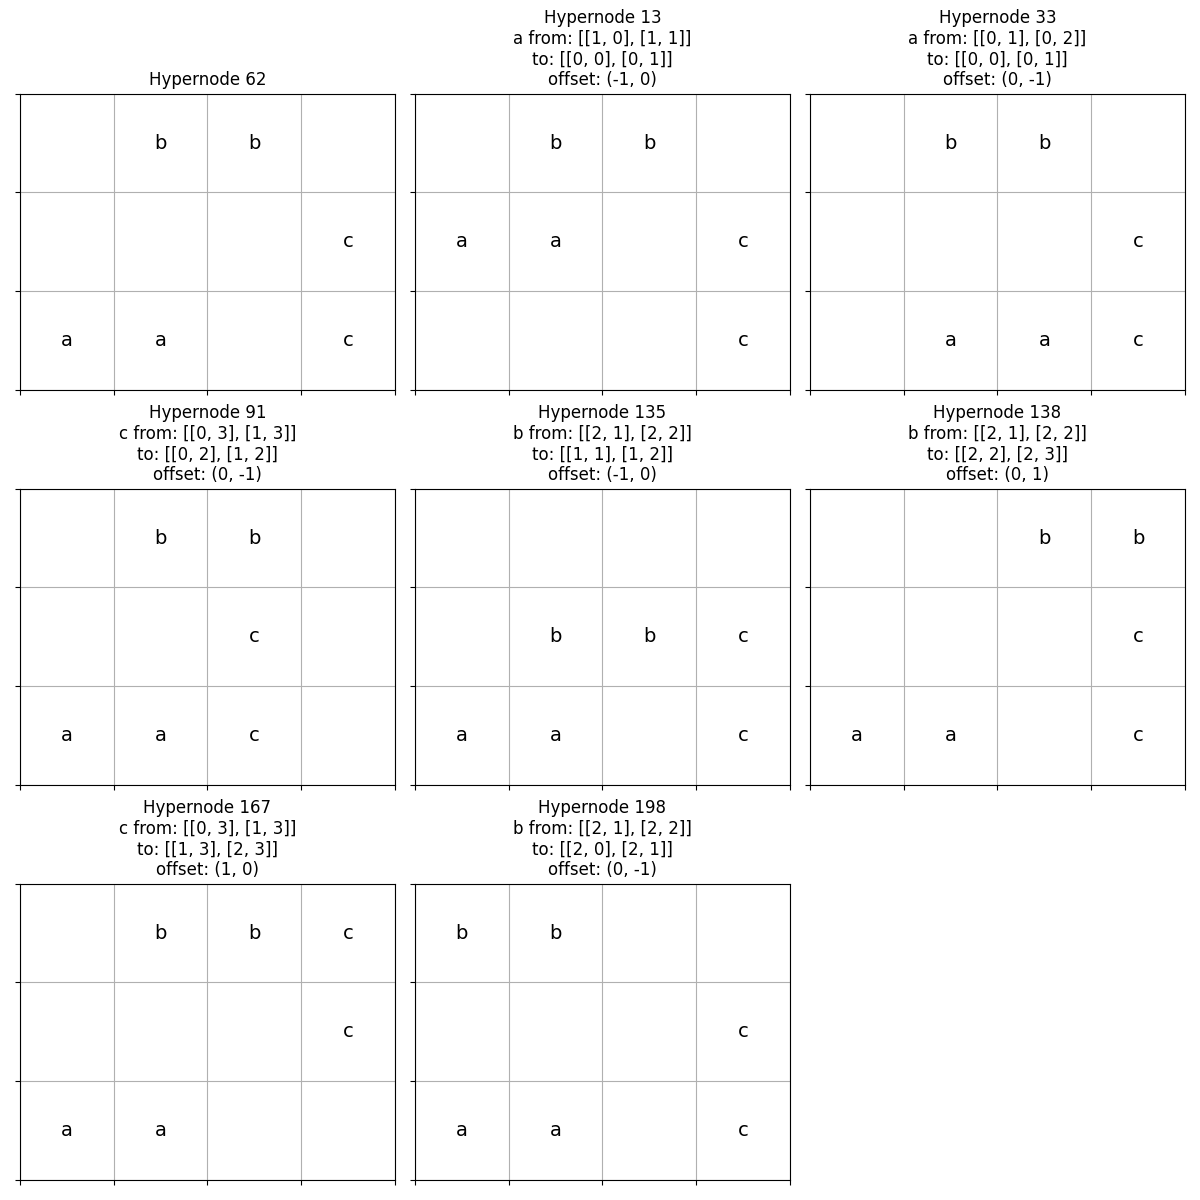 Hypernode 62
b b
c
a a c
Hypernode 13
a from: [[1, 0], [1, 1]]
to: [[0, 0], [0, 1]]
offset: (-1, 0)
b b
a a c
c
Hypernode 33
a from: [[0, 1], [0, 2]]
to: [[0, 0], [0, 1]]
offset: (0, -1)
b b
c
a a c
Hypernode 91
c from: [[0, 3], [1, 3]]
to: [[0, 2], [1, 2]]
offset: (0, -1)
b b
c
a a c
Hypernode 135
b from: [[2, 1], [2, 2]]
to: [[1, 1], [1, 2]]
offset: (-1, 0)
b b c
a a c
Hypernode 138
b from: [[2, 1], [2, 2]]
to: [[2, 2], [2, 3]]
offset: (0, 1)
b b
c
a a c
Hypernode 167
c from: [[0, 3], [1, 3]]
to: [[1, 3], [2, 3]]
offset: (1, 0)
b b c
c
a a
Hypernode 198
b from: [[2, 1], [2, 2]]
to: [[2, 0], [2, 1]]
offset: (0, -1)
b b
c
a a c